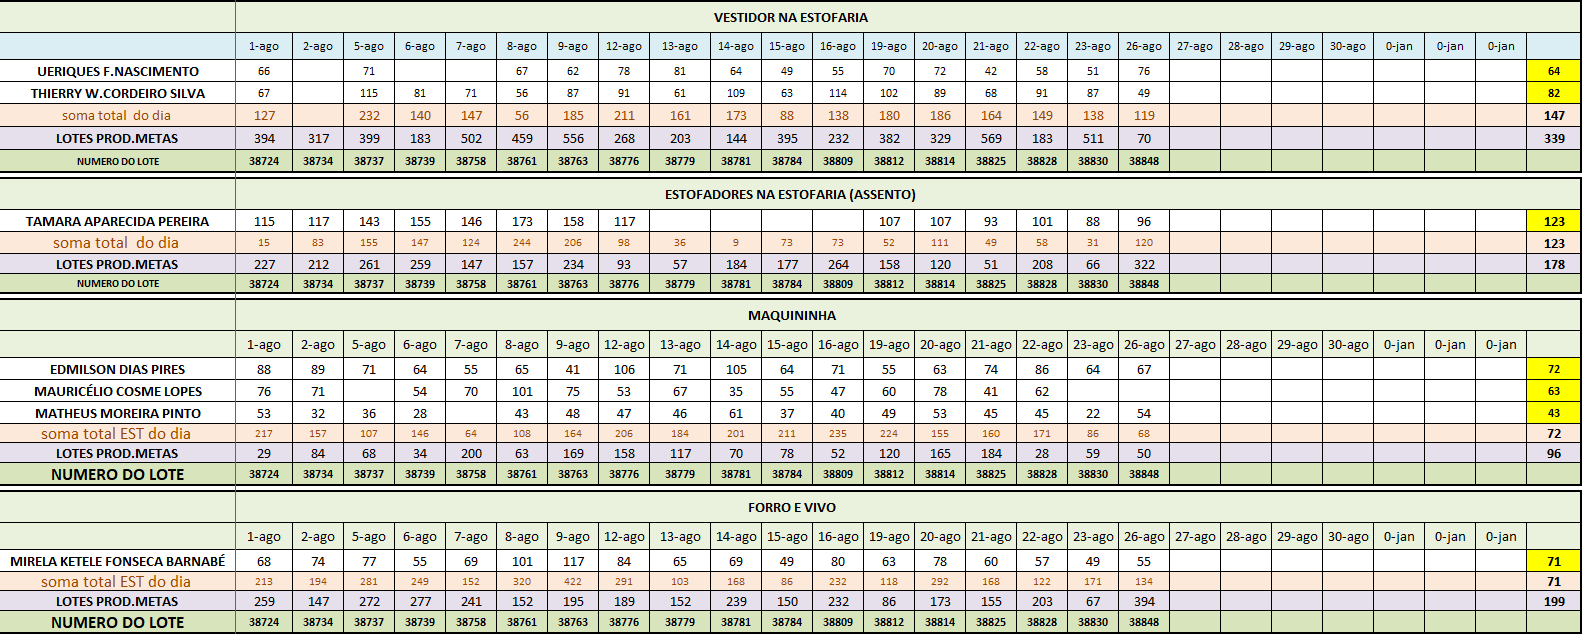 VESTIDOR NA ESTOFARIA
1-ago 2-ago 5-ago 6-ago 7-ago 8-ago 9-ago 12-ago 13-ago 14-ago 15-ago 16-ago 19-ago 20-ago 21-ago 22-ago 23-ago 26-ago 27-ago 28-ago 29-ago 30-ago 0-jan 0-jan 0-jan
UERIQUES F.NASCIMENTO 66 71 67 62 78 81 64 49 55 70 72 42 58 51 76 64
THIERRY W.CORDEIRO SILVA 67 115 81 71 56 87 91 61 109 63 114 102 89 68 91 87 49 82
soma total do dia 127 232 140 147 56 185 211 161 173 88 138 180 186 164 149 138 119 147
LOTES PROD.METAS 394 317 399 183 502 459 556 268 203 144 395 232 382 329 569 183 511 70 339
NUMERO DO LOTE 38724 38734 38737 38739 38758 38761 38763 38776 38779 38781 38784 38809 38812 38814 38825 38828 38830 38848
ESTOFADORES NA ESTOFARIA (ASSENTO)
TAMARA APARECIDA PEREIRA 115 117 143 155 146 173 158 117 107 107 93 101 88 96 123
soma total do dia 15 83 155 147 124 244 206 98 36 9 73 73 52 111 49 58 31 120 123
LOTES PROD.METAS 227 212 261 259 147 157 234 93 57 184 177 264 158 120 51 208 66 322 178
NUMERO DO LOTE 38724 38734 38737 38739 38758 38761 38763 38776 38779 38781 38784 38809 38812 38814 38825 38828 38830 38848
MAQUININHA
1-ago 2-ago 5-ago 6-ago 7-ago 8-ago 9-ago 12-ago 13-ago 14-ago 15-ago 16-ago 19-ago 20-ago 21-ago 22-ago 23-ago 26-ago 27-ago 28-ago 29-ago 30-ago 0-jan 0-jan 0-jan
EDMILSON DIAS PIRES 88 89 71 64 55 65 41 106 71 105 64 71 55 63 74 86 64 67 72
MAURICÉLIO COSME LOPES 76 71 54 70 101 75 53 67 35 55 47 60 78 41 62 63
MATHEUS MOREIRA PINTO 53 32 36 28 43 48 47 46 61 37 40 49 53 45 45 22 54 43
soma total EST do dia 217 157 107 146 64 108 164 206 184 201 211 235 224 155 160 171 86 68 72
LOTES PROD.METAS 29 84 68 34 200 63 169 158 117 70 78 52 120 165 184 28 59 50 96
NUMERO DO LOTE 38724 38734 38737 38739 38758 38761 38763 38776 38779 38781 38784 38809 38812 38814 38825 38828 38830 38848
FORRO E VIVO
1-ago 2-ago 5-ago 6-ago 7-ago 8-ago 9-ago 12-ago 13-ago 14-ago 15-ago 16-ago 19-ago 20-ago 21-ago 22-ago 23-ago 26-ago 27-ago 28-ago 29-ago 30-ago 0-jan 0-jan 0-jan
MIRELA KETELE FONSECA BARNABÉ 68 74 77 55 69 101 117 84 65 69 49 80 63 78 60 57 49 55 71
soma total EST do dia 213 194 281 249 152 320 422 291 103 168 86 232 118 292 168 122 171 134 71
LOTES PROD.METAS 259 147 272 277 241 152 195 189 152 239 150 232 86 173 155 203 67 394 199
NUMERO DO LOTE 38724 38734 38737 38739 38758 38761 38763 38776 38779 38781 38784 38809 38812 38814 38825 38828 38830 38848